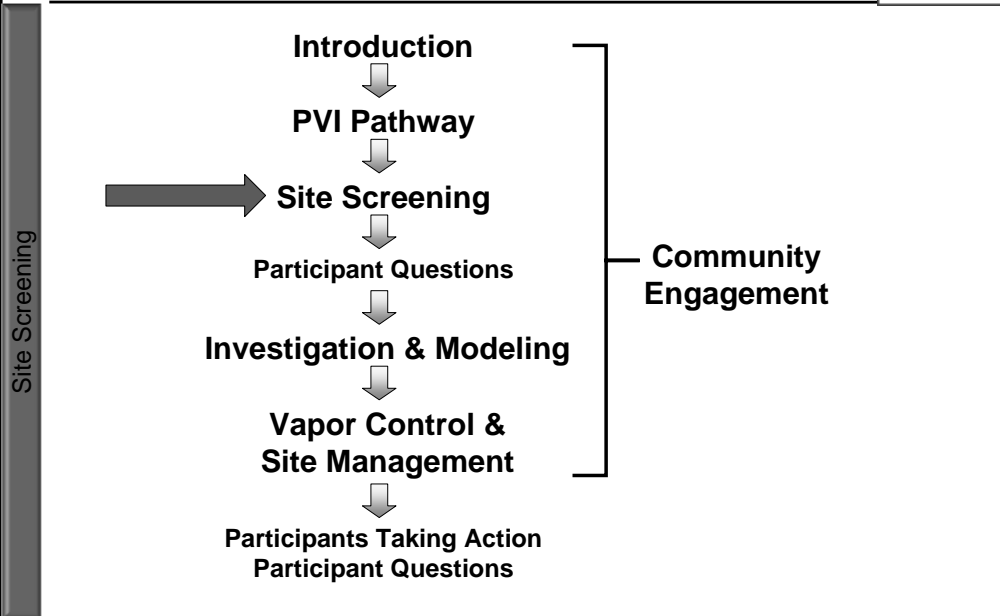 Site Screening
Introduction
PVI Pathway
Site Screening
Participant Questions
Investigation & Modeling
Vapor Control &
Site Management
Participants Taking Action
Participant Questions
Community
Engagement